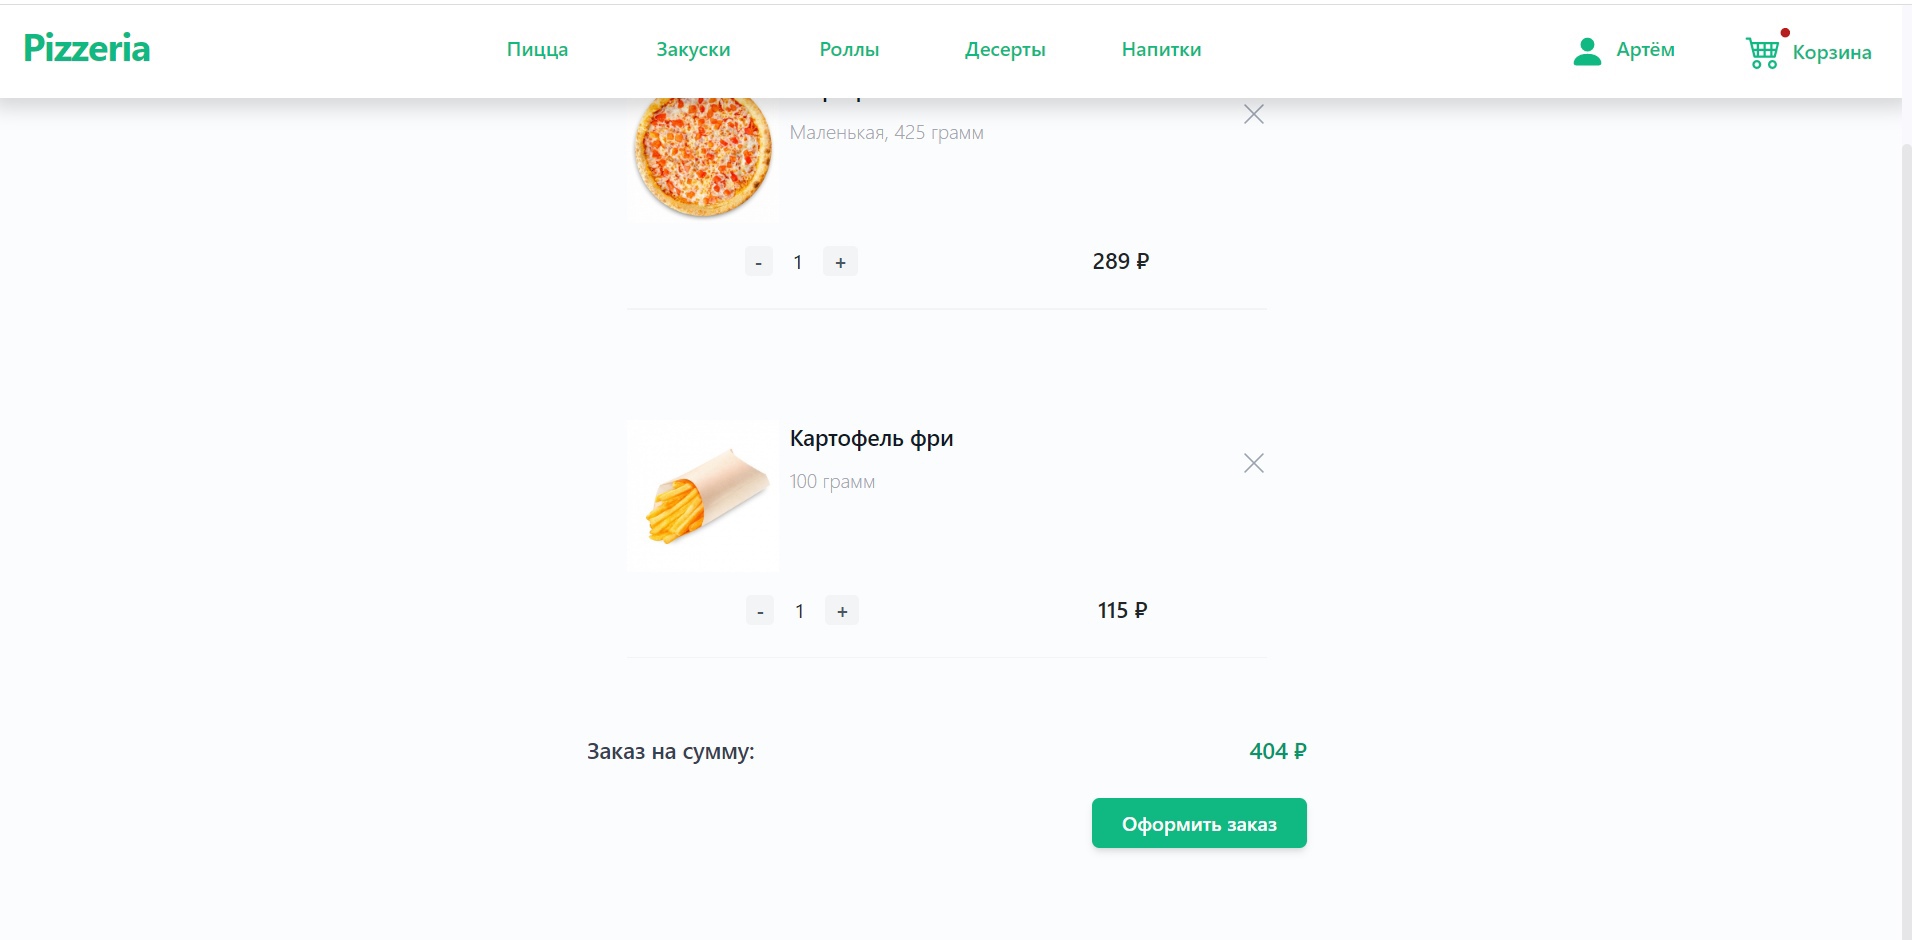 Pizzeria
Пицца
Закуски
Роллы
Десерты
Напитки
Артём
Корзина
Маленькая, 425 грамм
- 1 +
289 ₽
Картофель фри
100 грамм
- 1 +
115 ₽
Заказ на сумму:
404 ₽
Оформить заказ